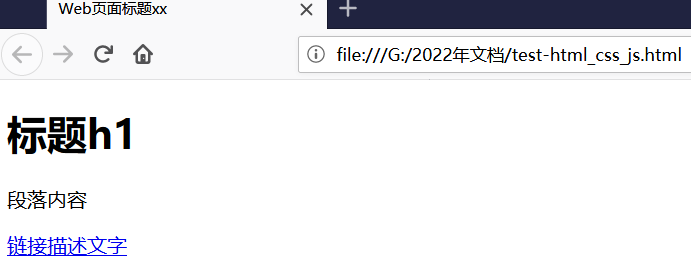 Web页面标题xx
file:///G:/2022年文档/test-html_css_js.html
标题h1
段落内容
链接描述文字